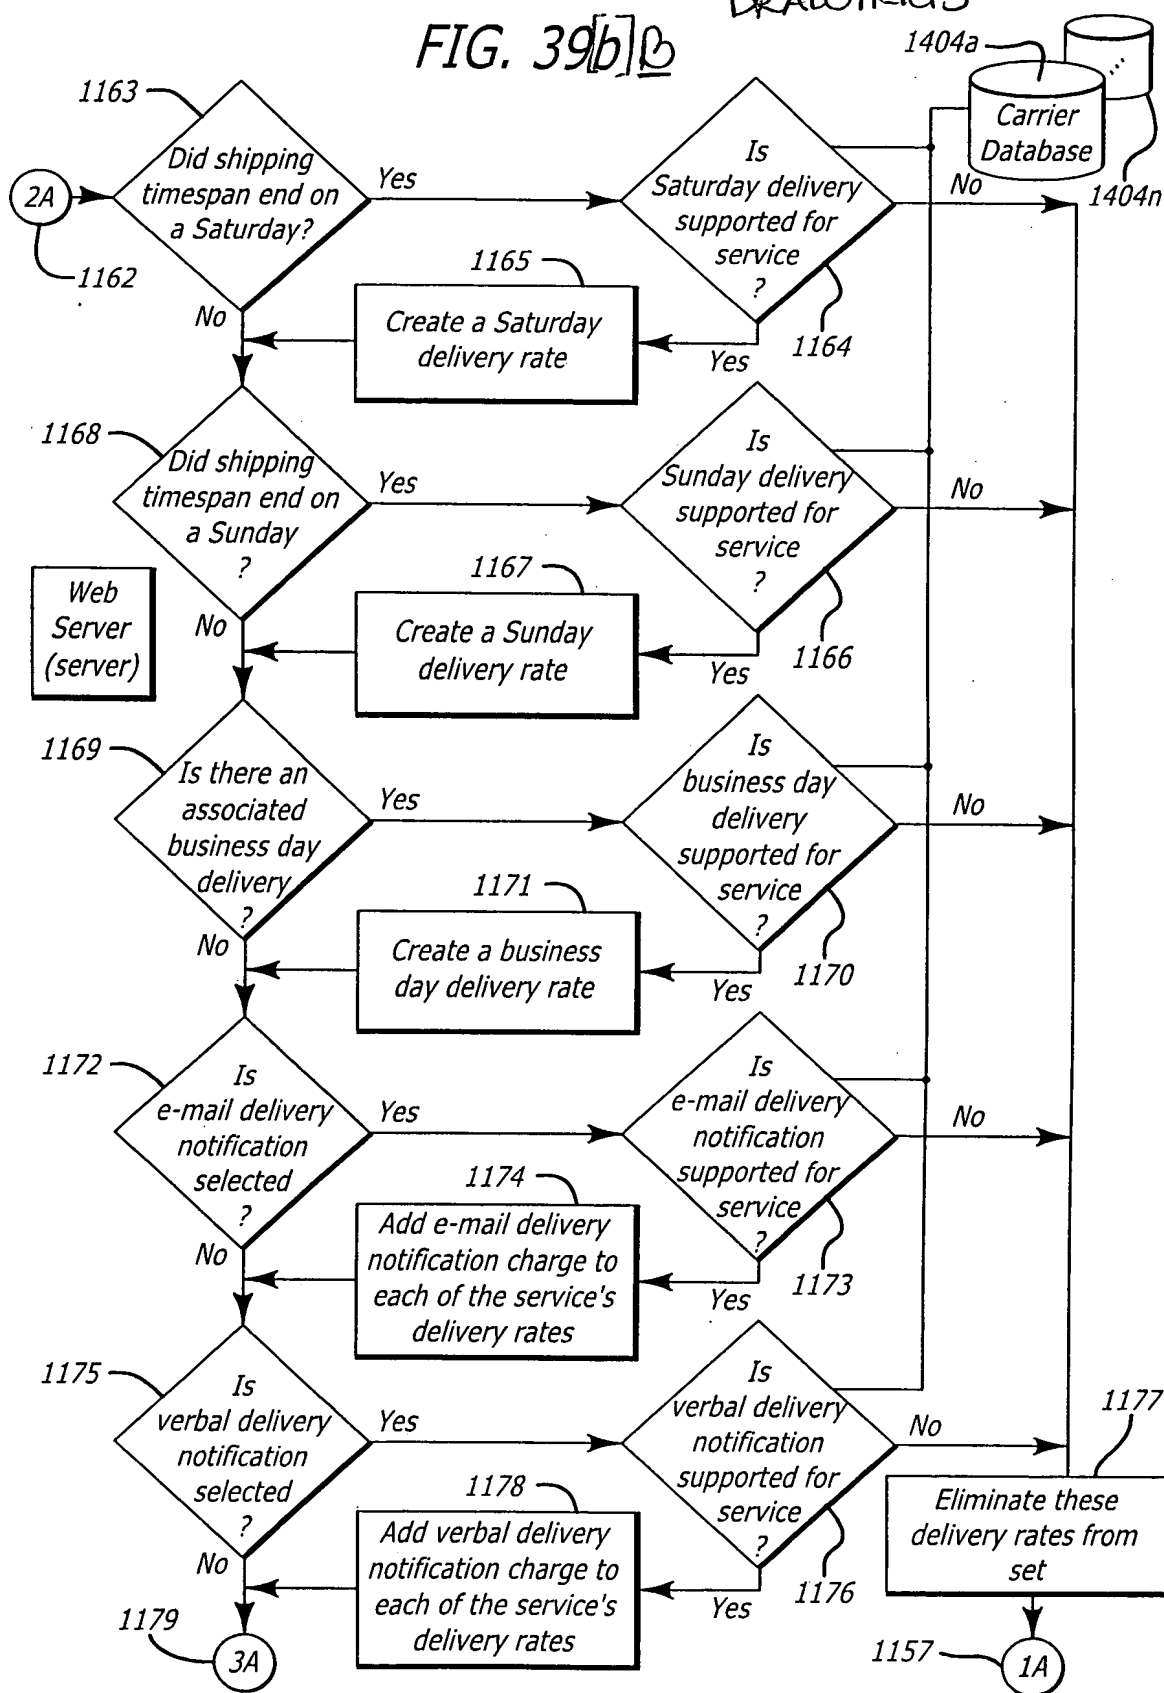 DRAWINGS
FIG. 39[b]B
1404a
Carrier
Database
1404n
1163
Did shipping
timespan end on
a Saturday?
2A
1162
Yes
Is
Saturday delivery
supported for
service
?
1164
No
1165
Create a Saturday
delivery rate
Yes
No
1168
Did shipping
timespan end on
a Sunday
?
Yes
Is
Sunday delivery
supported for
service
?
1166
No
Web
Server
(server)
1167
Create a Sunday
delivery rate
Yes
No
1169
Is there an
associated
business day
delivery
?
Yes
Is
business day
delivery
supported for
service
?
1170
No
1171
Create a business
day delivery rate
Yes
No
1172
Is
e-mail delivery
notification
selected
?
Yes
Is
e-mail delivery
notification
supported for
service
?
1173
No
1174
Add e-mail delivery
notification charge to
each of the service's
delivery rates
Yes
No
1175
Is
verbal delivery
notification
selected
?
Yes
Is
verbal delivery
notification
supported for
service
?
1176
No
1177
Eliminate these
delivery rates from
set
1178
Add verbal delivery
notification charge to
each of the service's
delivery rates
Yes
No
1179
3A
1157
1A